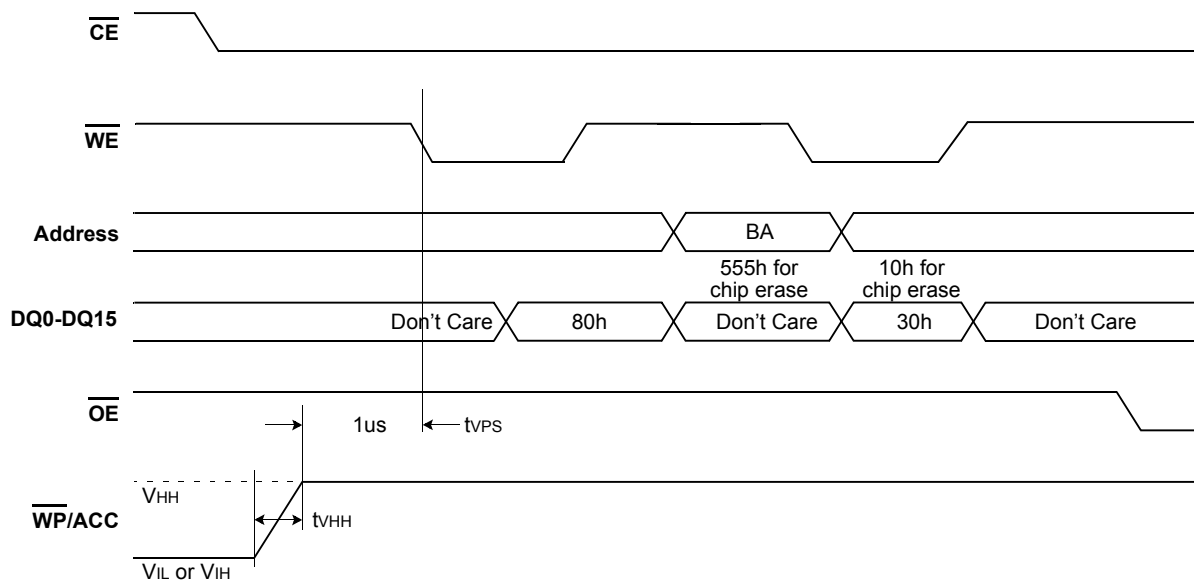 CE
WE
Address
BA
555h for
chip erase
10h for
chip erase
DQ0-DQ15
Don't Care
80h
Don't Care
30h
Don't Care
OE
1us
tVPS
VHH
WP/ACC
tVHH
VIL or VIH